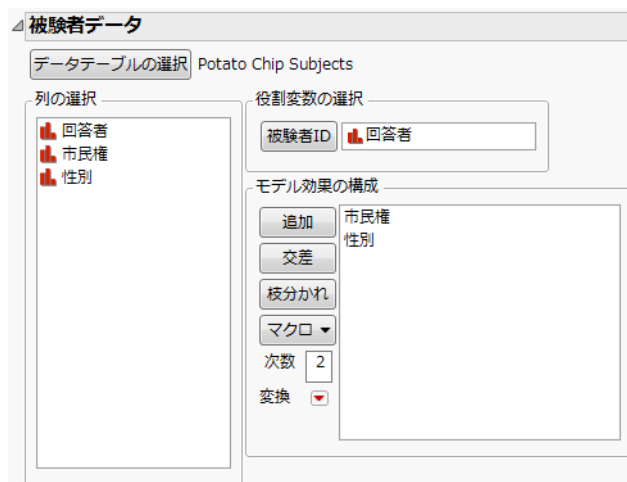 被験者データ
データテーブルの選択 Potato Chip Subjects
列の選択
回答者
市民権
性別
役割変数の選択
被験者ID 回答者
モデル効果の構成
追加
交差
枝分かれ
マクロ
次数 2
変換
市民権
性別